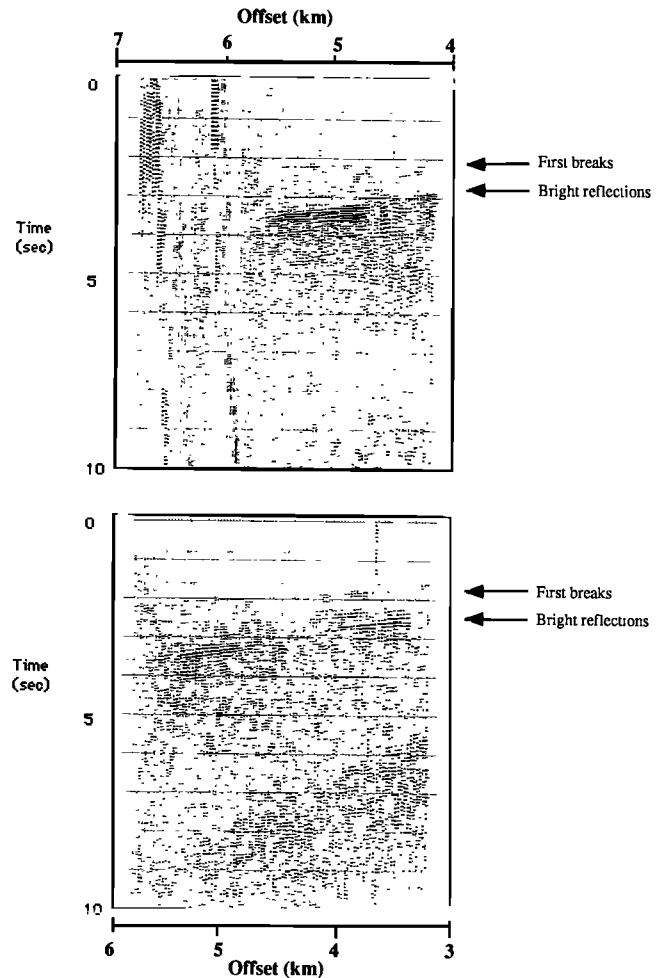 Offset (km)
7 6 5 4
0
First breaks
Bright reflections
Time
(sec)
5
10
0
First breaks
Bright reflections
Time
(sec)
5
10
6 5 4 3
Offset (km)